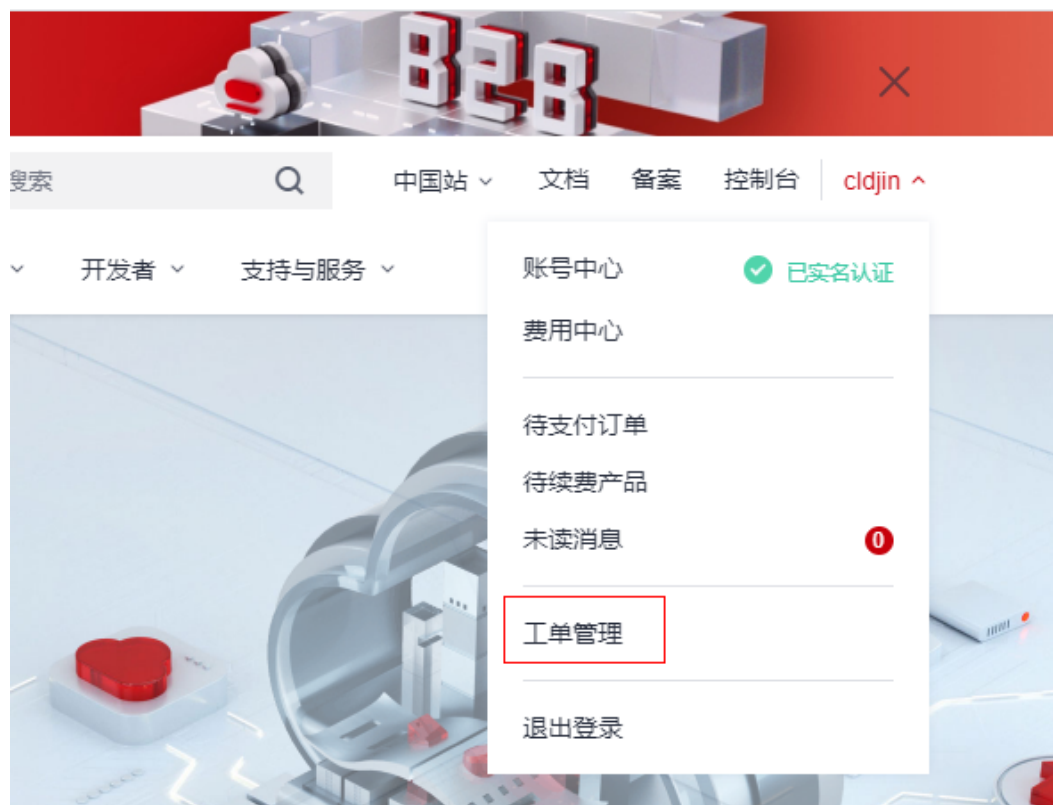 828
搜索
中国站 文档 备案 控制台 cldjin
开发者 支持与服务
账号中心 已实名认证
费用中心
待支付订单
待续费产品
未读消息 0
工单管理
退出登录